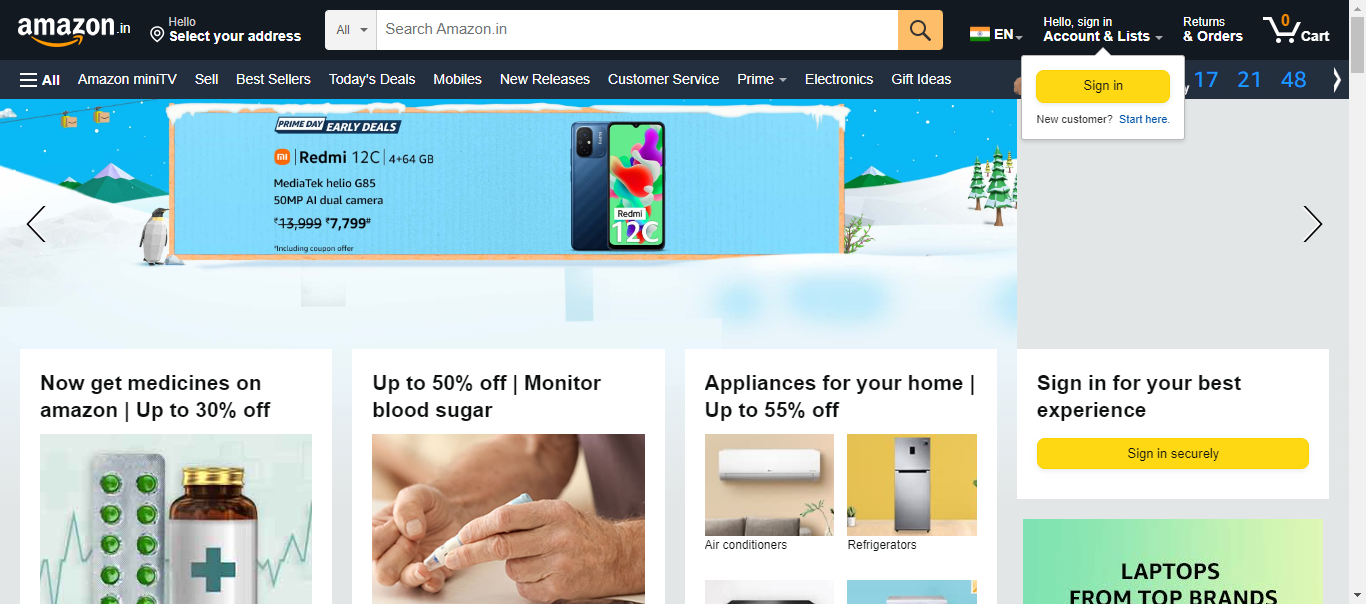 amazon.in
Hello
Select your address
All
Search Amazon.in
EN
Hello, sign in
Account & Lists
Returns
& Orders
0
Cart
All
Amazon miniTV
Sell
Best Sellers
Today's Deals
Mobiles
New Releases
Customer Service
Prime
Electronics
Gift Ideas
17 21 48
Sign in
New customer? Start here.
PRIME DAY EARLY DEALS
mi Redmi 12C 4+64 GB
MediaTek helio G85
50MP AI dual camera
₹13,999 ₹7,799#
*Including coupon offer
Redmi
12C
Now get medicines on
amazon | Up to 30% off
Up to 50% off | Monitor
blood sugar
Appliances for your home |
Up to 55% off
Air conditioners
Refrigerators
Sign in for your best
experience
Sign in securely
LAPTOPS
FROM TOP BRANDS